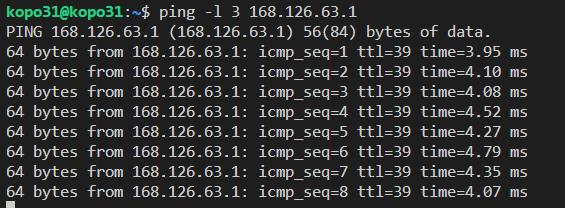 kopo31@kopo31:~$ ping -l 3 168.126.63.1
PING 168.126.63.1 (168.126.63.1) 56(84) bytes of data.
64 bytes from 168.126.63.1: icmp_seq=1 ttl=39 time=3.95 ms
64 bytes from 168.126.63.1: icmp_seq=2 ttl=39 time=4.10 ms
64 bytes from 168.126.63.1: icmp_seq=3 ttl=39 time=4.08 ms
64 bytes from 168.126.63.1: icmp_seq=4 ttl=39 time=4.52 ms
64 bytes from 168.126.63.1: icmp_seq=5 ttl=39 time=4.27 ms
64 bytes from 168.126.63.1: icmp_seq=6 ttl=39 time=4.79 ms
64 bytes from 168.126.63.1: icmp_seq=7 ttl=39 time=4.35 ms
64 bytes from 168.126.63.1: icmp_seq=8 ttl=39 time=4.07 ms